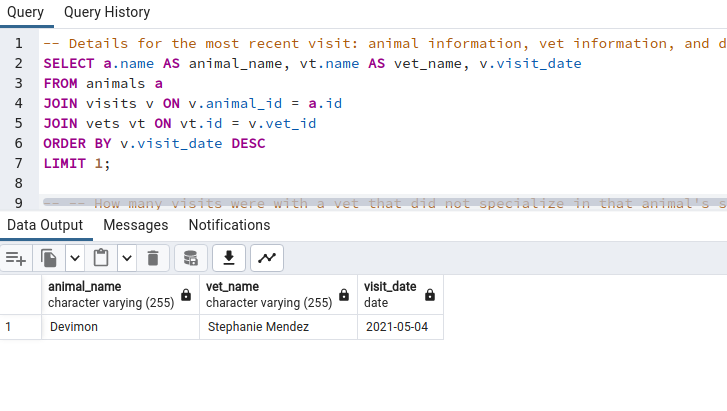 Query Query History
1 -- Details for the most recent visit: animal information, vet information, and d
2 SELECT a.name AS animal_name, vt.name AS vet_name, v.visit_date
3 FROM animals a
4 JOIN visits v ON v.animal_id = a.id
5 JOIN vets vt ON vt.id = v.vet_id
6 ORDER BY v.visit_date DESC
7 LIMIT 1;
8
9 -- -- How many visits were with a vet that did not specialize in that animal's s
Data Output Messages Notifications
animal_name vet_name visit_date
character varying (255) character varying (255) date
1 Devimon Stephanie Mendez 2021-05-04